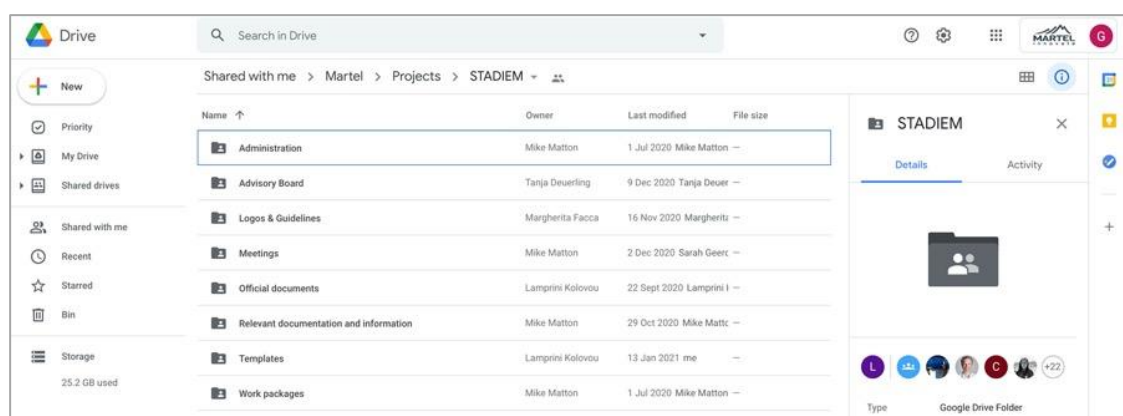 Drive
Search in Drive
MARTEL
G
New
Priority
My Drive
Shared drives
Shared with me
Recent
Starred
Bin
Storage
25.2 GB used
Shared with me > Martel > Projects > STADIEM
Name Owner Last modified File size
Administration Mike Matton 1 Jul 2020 Mike Matton —
Advisory Board Tanja Deuerling 9 Dec 2020 Tanja Deuer —
Logos & Guidelines Margherita Facca 16 Nov 2020 Margherita —
Meetings Mike Matton 2 Dec 2020 Sarah Geerc —
Official documents Lamprini Kolovou 22 Sept 2020 Lamprini —
Relevant documentation and information Mike Matton 29 Oct 2020 Mike Matto —
Templates Lamprini Kolovou 13 Jan 2021 me —
Work packages Mike Matton 1 Jul 2020 Mike Matton —
STADIEM
Details Activity
L C +22
Type Google Drive Folder